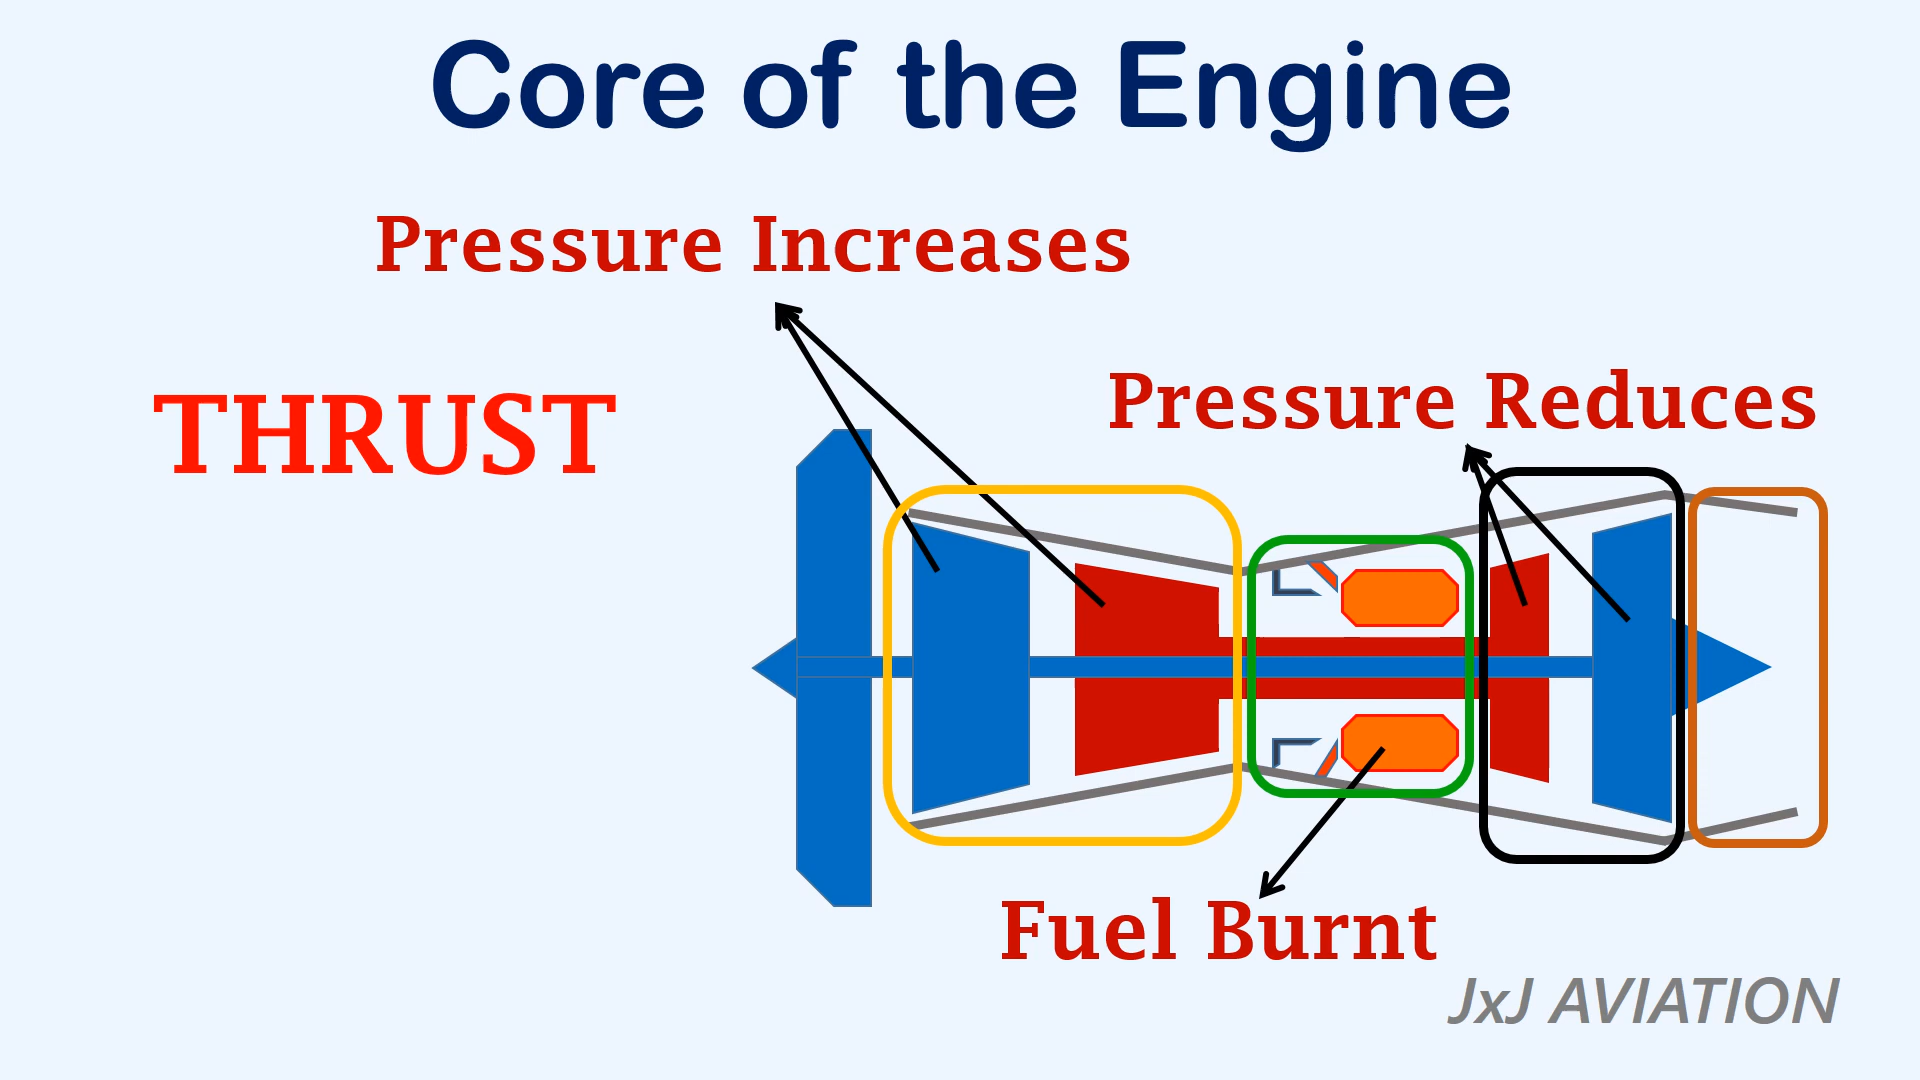 Core of the Engine
Pressure Increases
Pressure Reduces
THRUST
Fuel Burnt
JxJ AVIATION